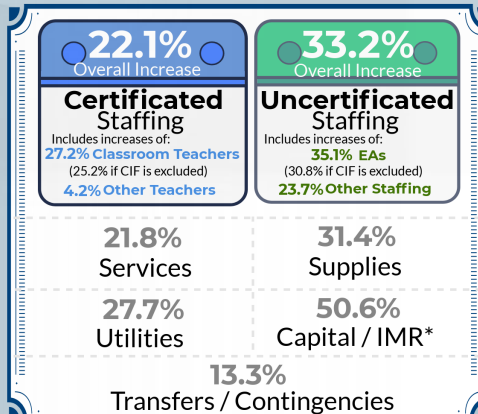 22.1%
Overall Increase
Certificated
Staffing
Includes increases of:
27.2% Classroom Teachers
(25.2% if CIF is excluded)
4.2% Other Teachers
33.2%
Overall Increase
Uncertificated
Staffing
Includes increases of:
35.1% EAs
(30.8% if CIF is excluded)
23.7% Other Staffing
21.8%
Services
31.4%
Supplies
27.7%
Utilities
50.6%
Capital / IMR*
13.3%
Transfers / Contingencies